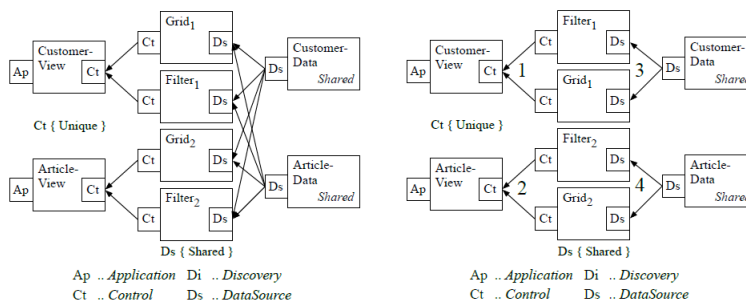 Grid1
Customer-
View
Ct
Ds
Customer-
Data
Shared
Ap
Ct
Ds
Filter1
Ct
Ds
Ct { Unique }
Grid2
Article-
View
Ct
Ds
Article-
Data
Shared
Ap
Ct
Ds
Filter2
Ct
Ds
Ds { Shared }
Ap .. Application Di .. Discovery
Ct .. Control Ds .. DataSource
Filter1
Customer-
View
Ct
Ds
Customer-
Data
Shared
Ap
Ct
1
3
Ds
Grid1
Ct
Ds
Ct { Unique }
Filter2
Article-
View
Ct
Ds
Article-
Data
Shared
Ap
Ct
2
4
Ds
Grid2
Ct
Ds
Ds { Shared }
Ap .. Application Di .. Discovery
Ct .. Control Ds .. DataSource